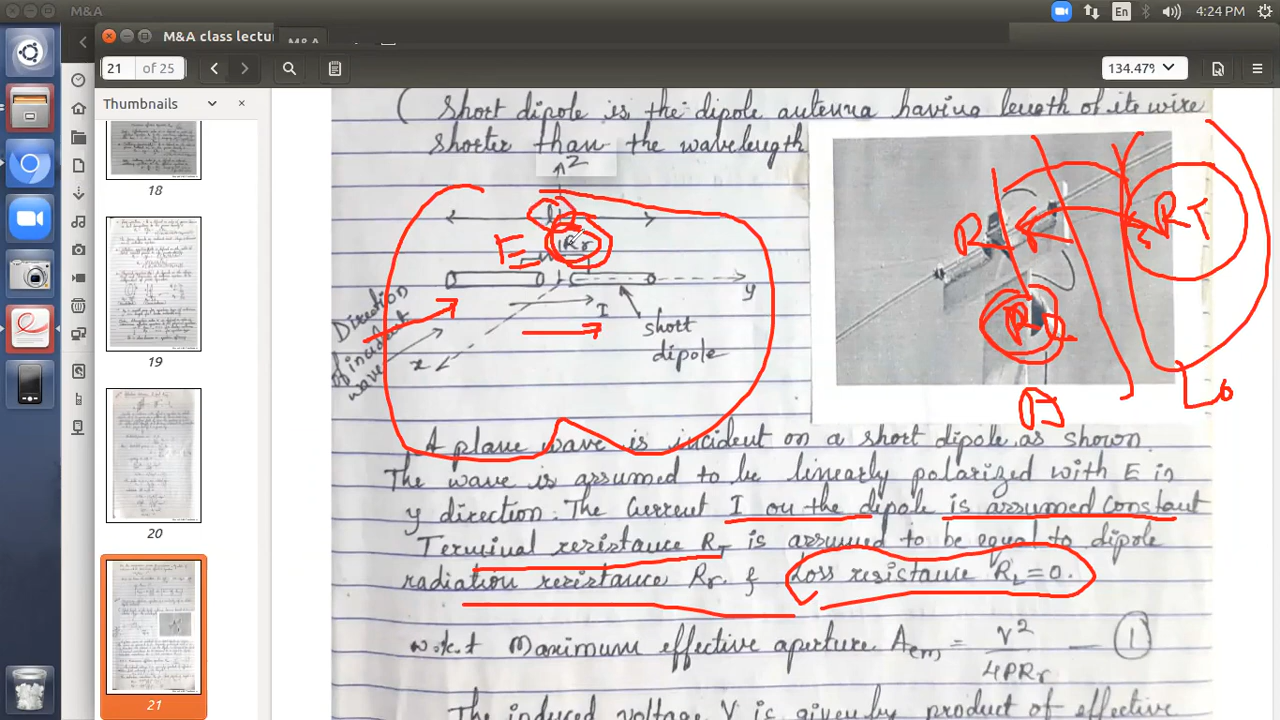 M&A
En
4:24 PM
M&A class lectur
M&A
21 of 25
134.47%
Thumbnails
18
19
20
21
( Short dipole is the dipole antenna having length of its wire
shorter than the wavelength
z
l
E
Rr
y
I
x
Direction
of incident
wave
short
dipole
RL
RT
A plane wave is incident on a short dipole as shown.
The wave is assumed to be linearly polarized with E in
y direction. The Current I on the dipole is assumed Constant
Terminal resistance RT is assumed to be equal to dipole
radiation resistance Rr & Loss resistance RL=0.
w.k.t Maximum effective aperture Aem = V²/4PRr — 1
The induced voltage V is given by product of effective